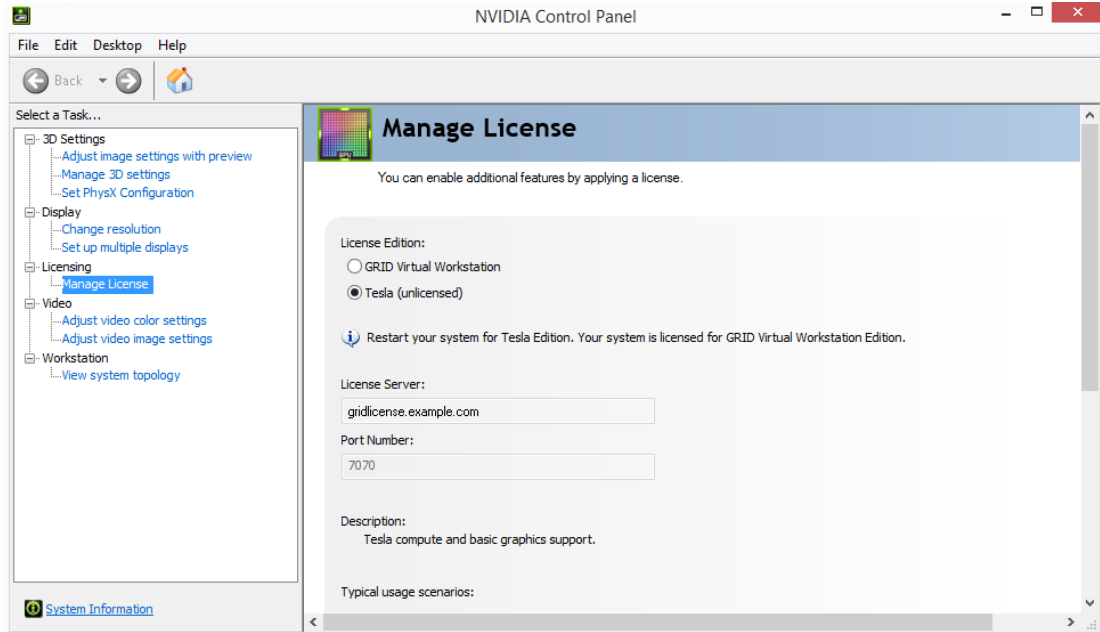 NVIDIA Control Panel
File Edit Desktop Help
Back
Select a Task...
3D Settings
Adjust image settings with preview
Manage 3D settings
Set PhysX Configuration
Display
Change resolution
Set up multiple displays
Licensing
Manage License
Video
Adjust video color settings
Adjust video image settings
Workstation
View system topology
System Information
GPU
Manage License
You can enable additional features by applying a license.
License Edition:
GRID Virtual Workstation
Tesla (unlicensed)
Restart your system for Tesla Edition. Your system is licensed for GRID Virtual Workstation Edition.
License Server:
gridlicense.example.com
Port Number:
7070
Description:
Tesla compute and basic graphics support.
Typical usage scenarios: